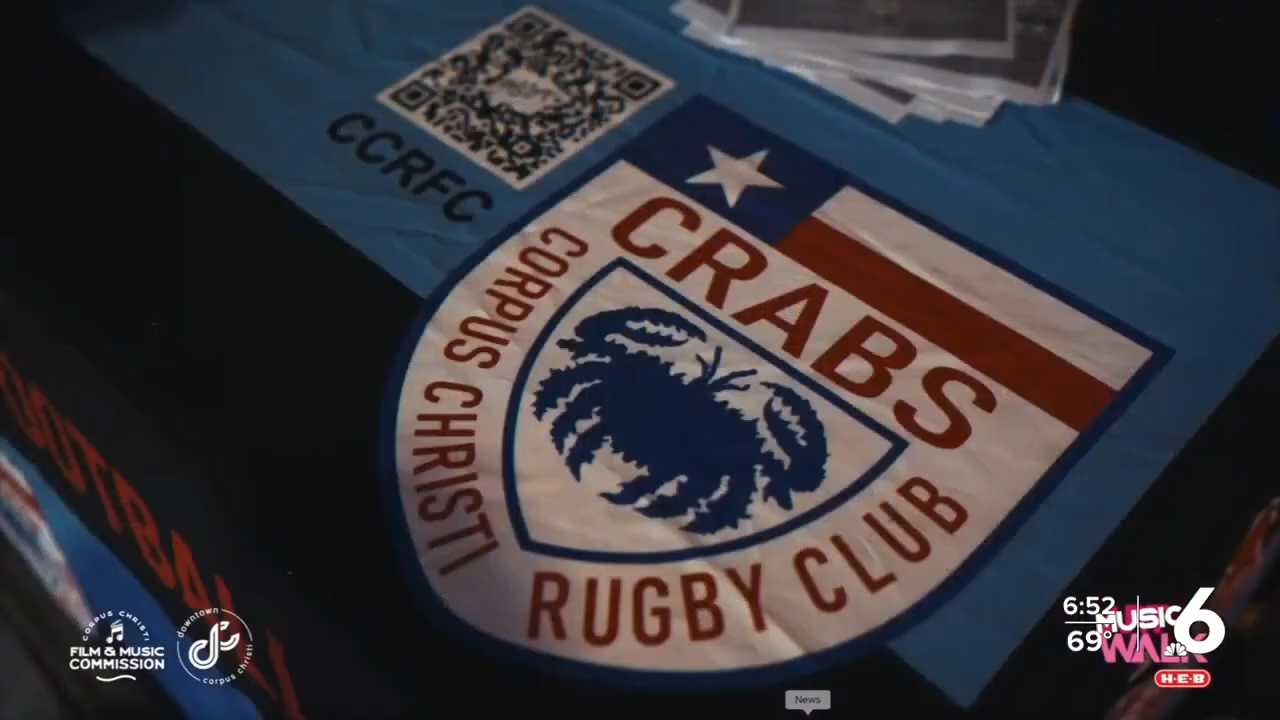 CCRFC
CRABS
CORPUS CHRISTI
RUGBY CLUB
CORPUS CHRISTI
FILM & MUSIC
COMMISSION
downtown
corpus christi
6:52
69°
MUSIC
WALK
6
H-E-B
News